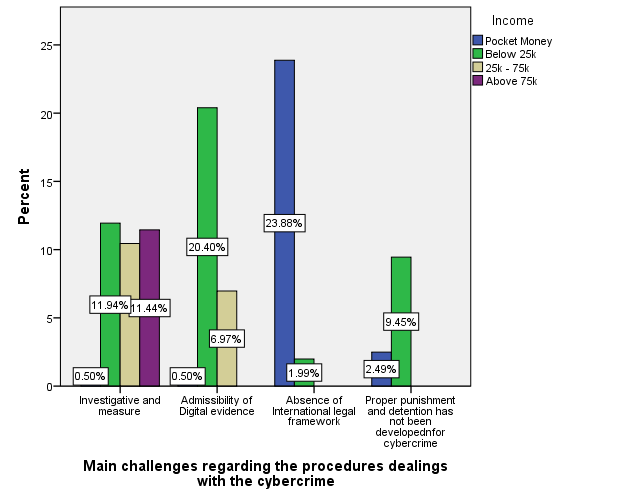 Income
Pocket Money
Below 25k
25k - 75k
Above 75k
Percent
25
20
15
10
5
0
0.50%
11.94%
11.44%
0.50%
20.40%
6.97%
23.88%
1.99%
2.49%
9.45%
Investigative and
measure
Admissibility of
Digital evidence
Absence of
International legal
framework
Proper punishment
and detention has
not been
developednfor
cybercrime
Main challenges regarding the procedures dealings
with the cybercrime